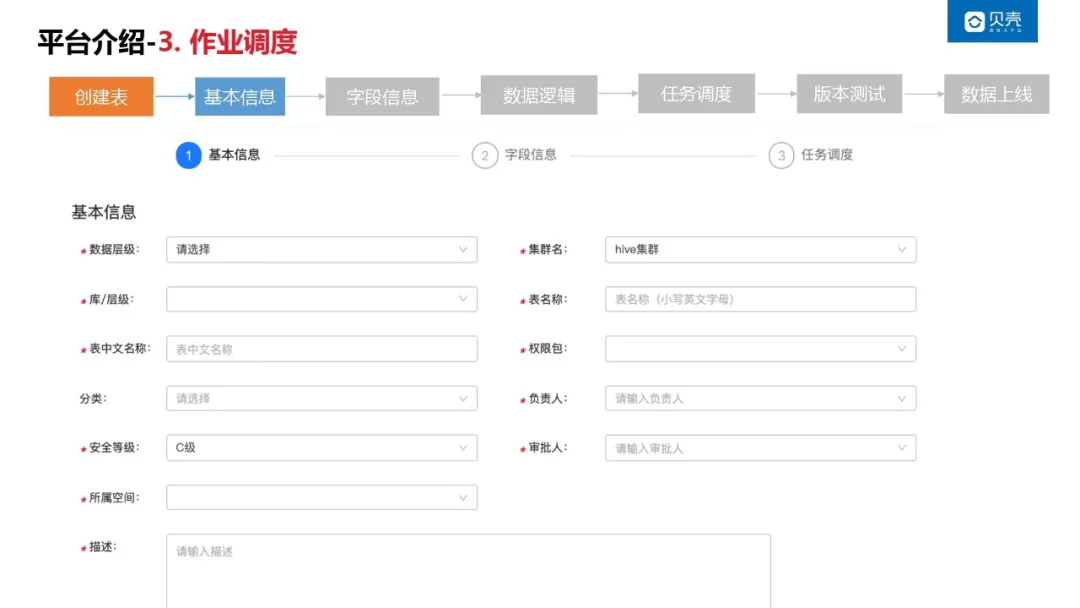 贝壳
平台介绍-3. 作业调度
创建表 基本信息 字段信息 数据逻辑 任务调度 版本测试 数据上线
1 基本信息 2 字段信息 3 任务调度
基本信息
* 数据层级: 请选择 * 集群名: hive集群
* 库/层级: * 表名称: 表名称（小写英文字母）
* 表中文名称: 表中文名称 * 权限包:
分类: 请选择 * 负责人: 请输入负责人
* 安全等级: C级 * 审批人: 请输入审批人
* 所属空间:
* 描述: 请输入描述